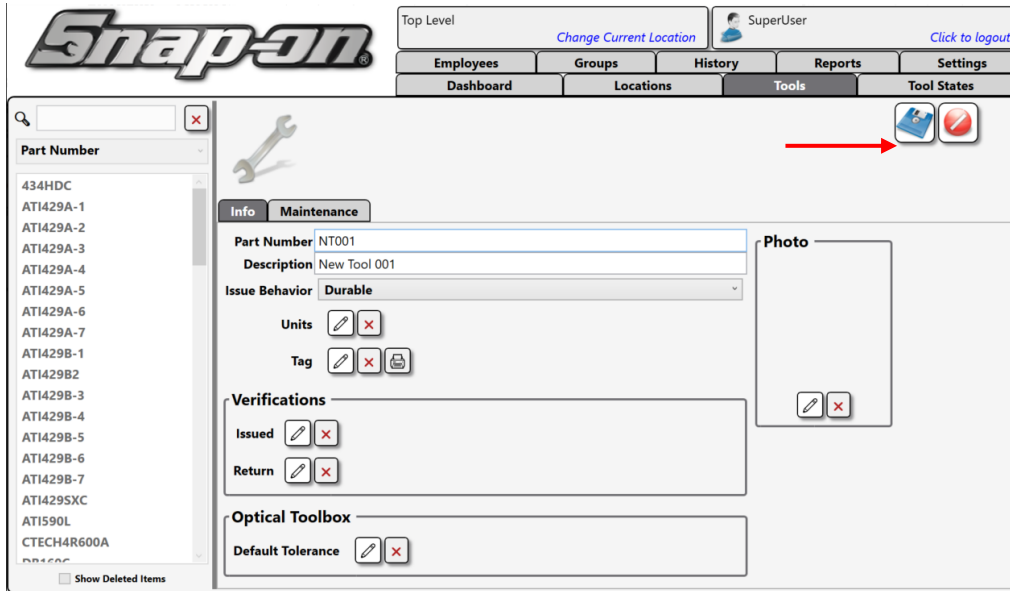 Snap-on®
Top Level
Change Current Location
SuperUser
Click to logout
Employees
Groups
History
Reports
Settings
Dashboard
Locations
Tools
Tool States
Part Number
434HDC
ATI429A-1
ATI429A-2
ATI429A-3
ATI429A-4
ATI429A-5
ATI429A-6
ATI429A-7
ATI429B-1
ATI429B2
ATI429B-3
ATI429B-4
ATI429B-5
ATI429B-6
ATI429B-7
ATI429SXC
ATI590L
CTECH4R600A
Show Deleted Items
Info
Maintenance
Part Number NT001
Description New Tool 001
Issue Behavior Durable
Units
Tag
Verifications
Issued
Return
Optical Toolbox
Default Tolerance
Photo